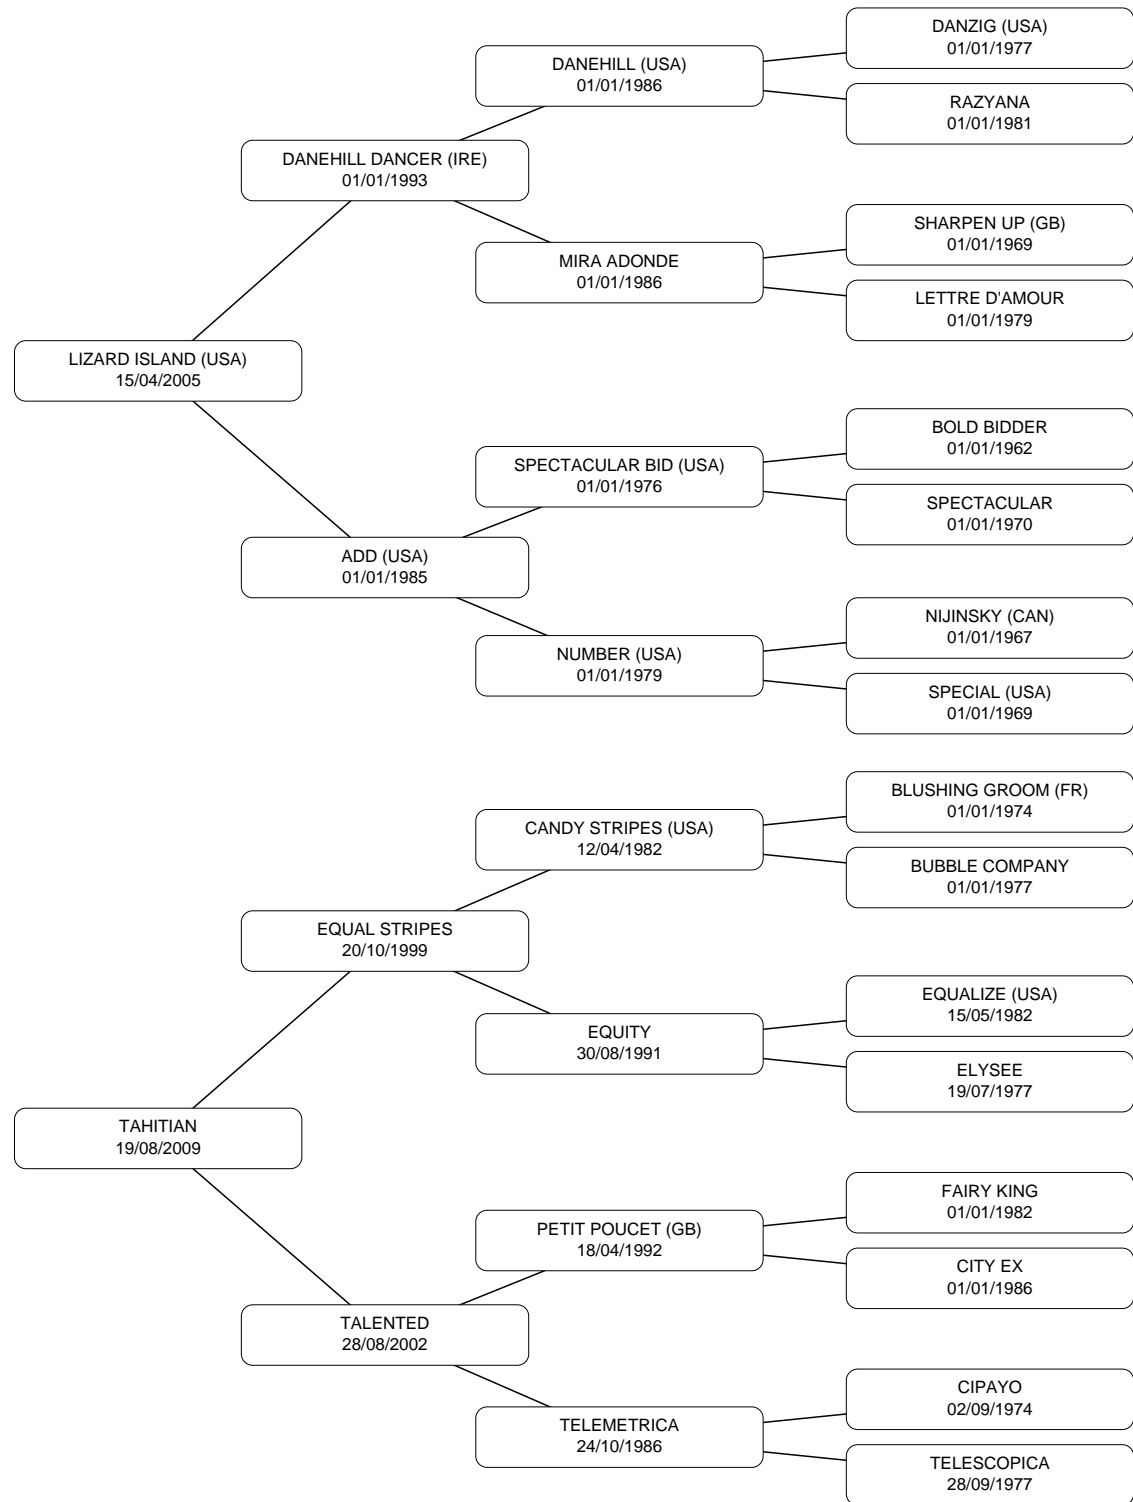 DANZIG (USA)
01/01/1977
DANEHILL (USA)
01/01/1986
RAZYANA
01/01/1981
DANEHILL DANCER (IRE)
01/01/1993
SHARPEN UP (GB)
01/01/1969
MIRA ADONDE
01/01/1986
LETTRE D'AMOUR
01/01/1979
LIZARD ISLAND (USA)
15/04/2005
BOLD BIDDER
01/01/1962
SPECTACULAR BID (USA)
01/01/1976
SPECTACULAR
01/01/1970
ADD (USA)
01/01/1985
NIJINSKY (CAN)
01/01/1967
NUMBER (USA)
01/01/1979
SPECIAL (USA)
01/01/1969
BLUSHING GROOM (FR)
01/01/1974
CANDY STRIPES (USA)
12/04/1982
BUBBLE COMPANY
01/01/1977
EQUAL STRIPES
20/10/1999
EQUALIZE (USA)
15/05/1982
EQUITY
30/08/1991
ELYSEE
19/07/1977
TAHITIAN
19/08/2009
FAIRY KING
01/01/1982
PETIT POUCET (GB)
18/04/1992
CITY EX
01/01/1986
TALENTED
28/08/2002
CIPAYO
02/09/1974
TELEMETRICA
24/10/1986
TELESCOPICA
28/09/1977